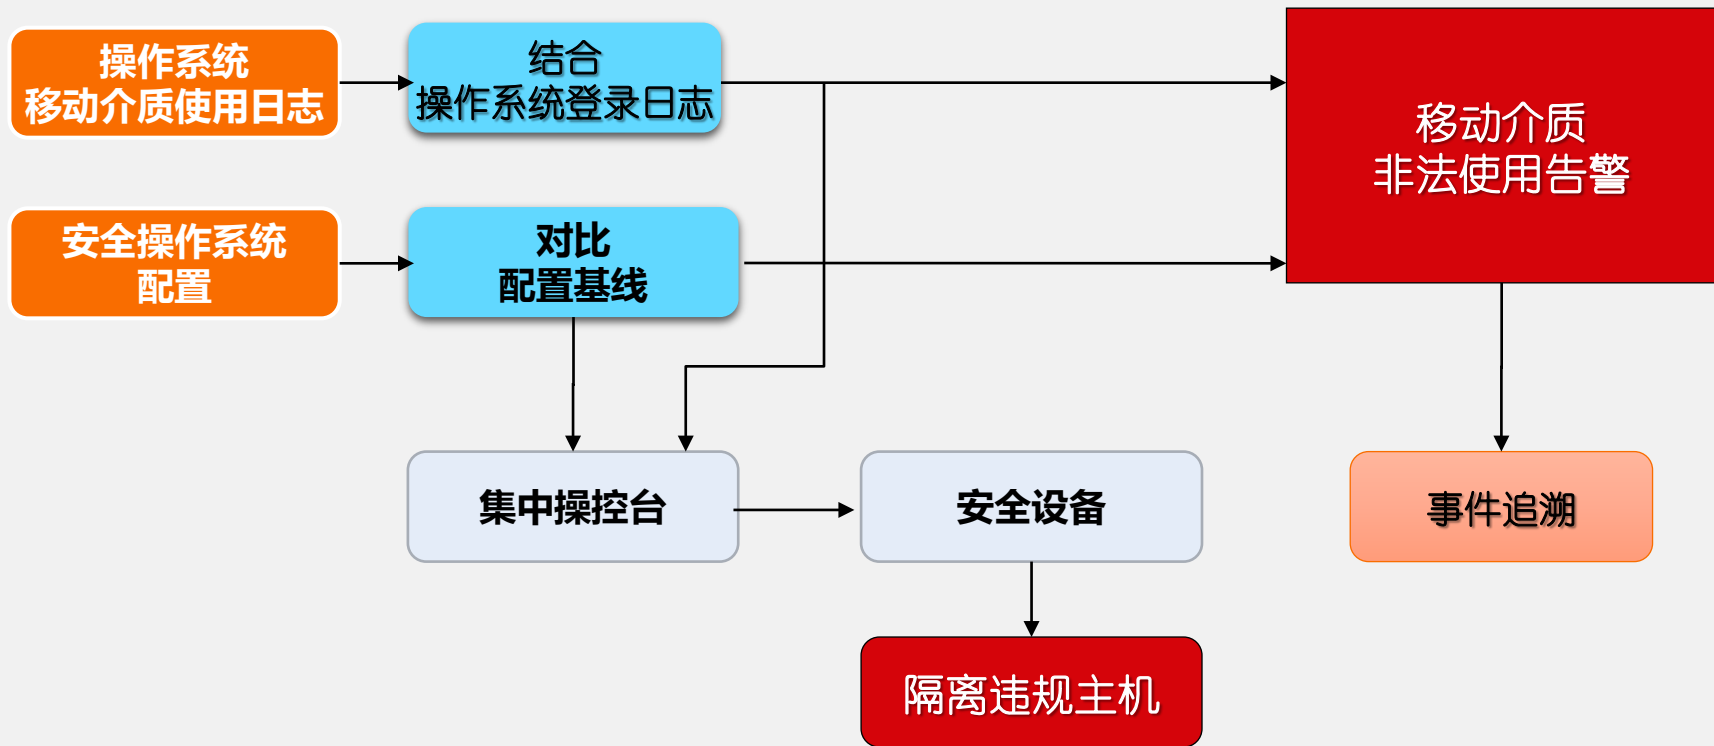 操作系统
移动介质使用日志
结合
操作系统登录日志
移动介质
非法使用告警
安全操作系统
配置
对比
配置基线
集中操控台
安全设备
事件追溯
隔离违规主机